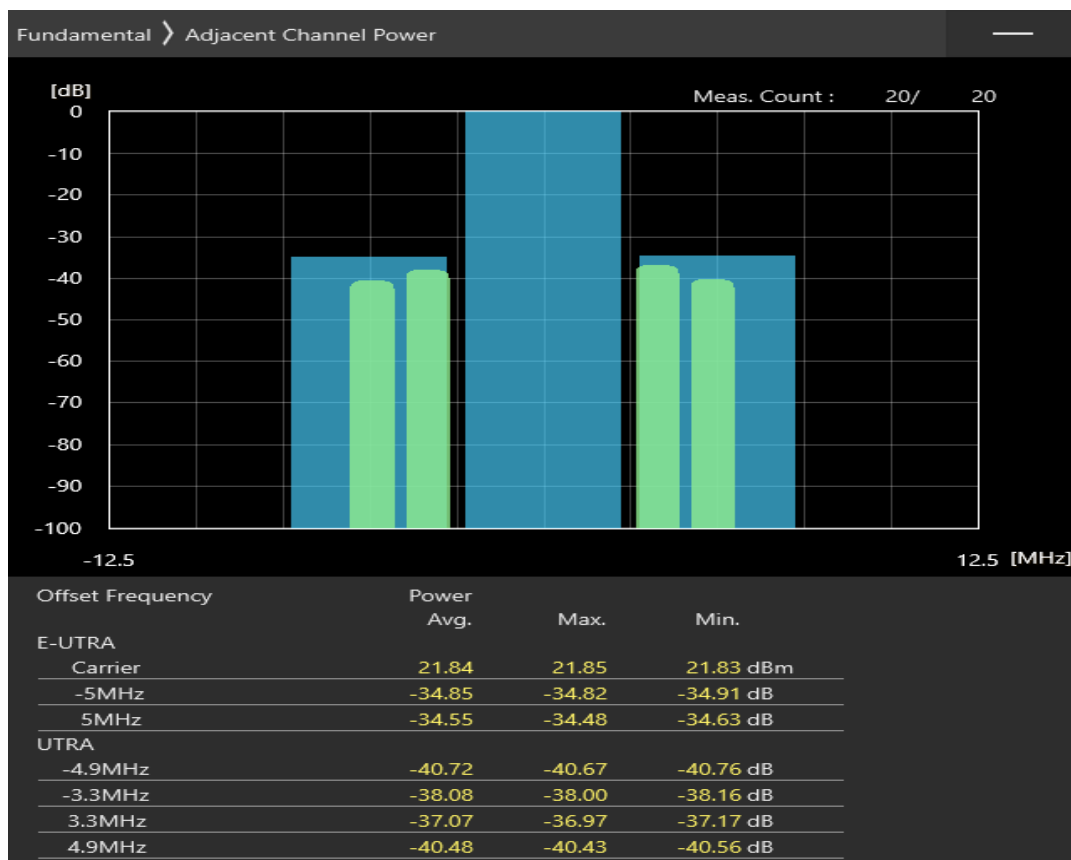 Fundamental 》 Adjacent Channel Power
[dB]
Meas. Count : 20/ 20
0
-10
-20
-30
-40
-50
-60
-70
-80
-90
-100
-12.5 12.5 [MHz]
Offset Frequency Power
Avg. Max. Min.
E-UTRA
Carrier 21.84 21.85 21.83 dBm
-5MHz -34.85 -34.82 -34.91 dB
5MHz -34.55 -34.48 -34.63 dB
UTRA
-4.9MHz -40.72 -40.67 -40.76 dB
-3.3MHz -38.08 -38.00 -38.16 dB
3.3MHz -37.07 -36.97 -37.17 dB
4.9MHz -40.48 -40.43 -40.56 dB